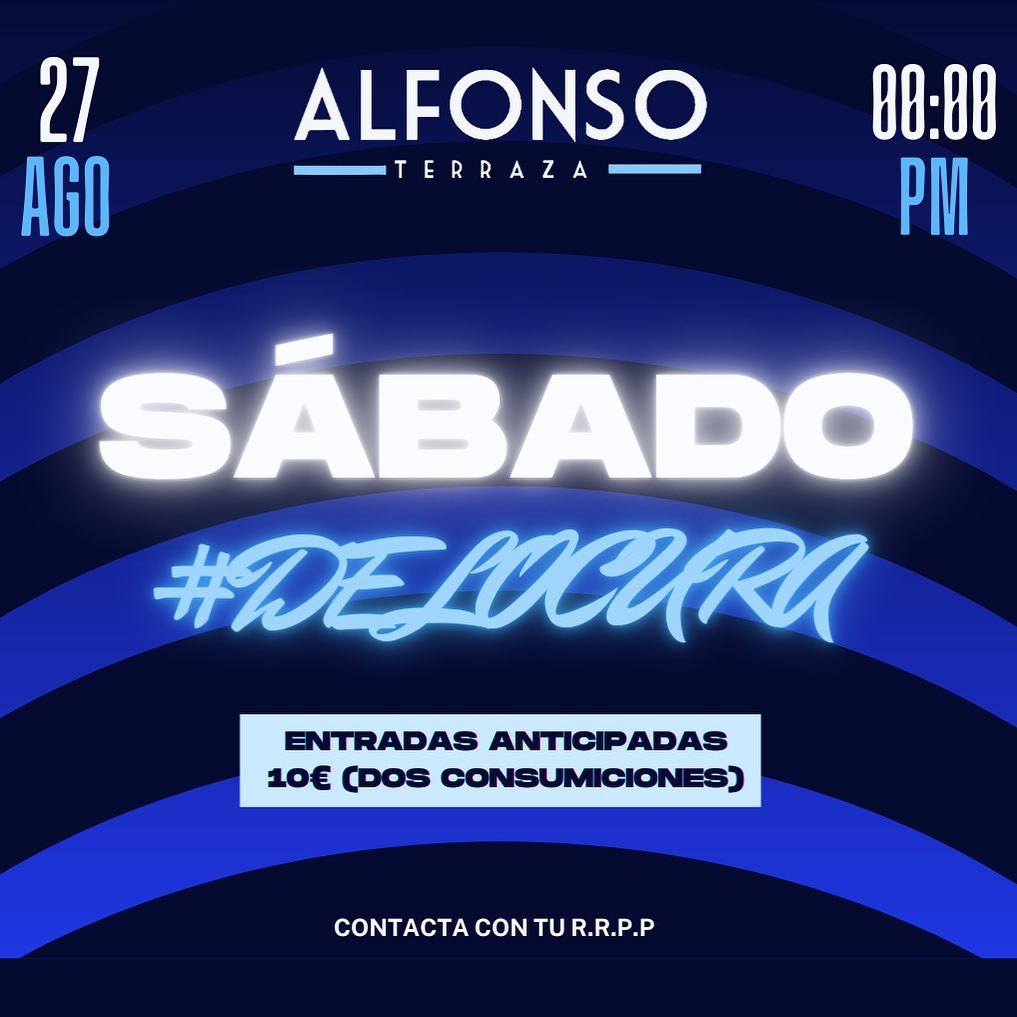 27
AGO
ALFONSO
TERRAZA
00:00
PM
SÁBADO
#DELOCURA
ENTRADAS ANTICIPADAS
10€ (DOS CONSUMICIONES)
CONTACTA CON TU R.R.P.P